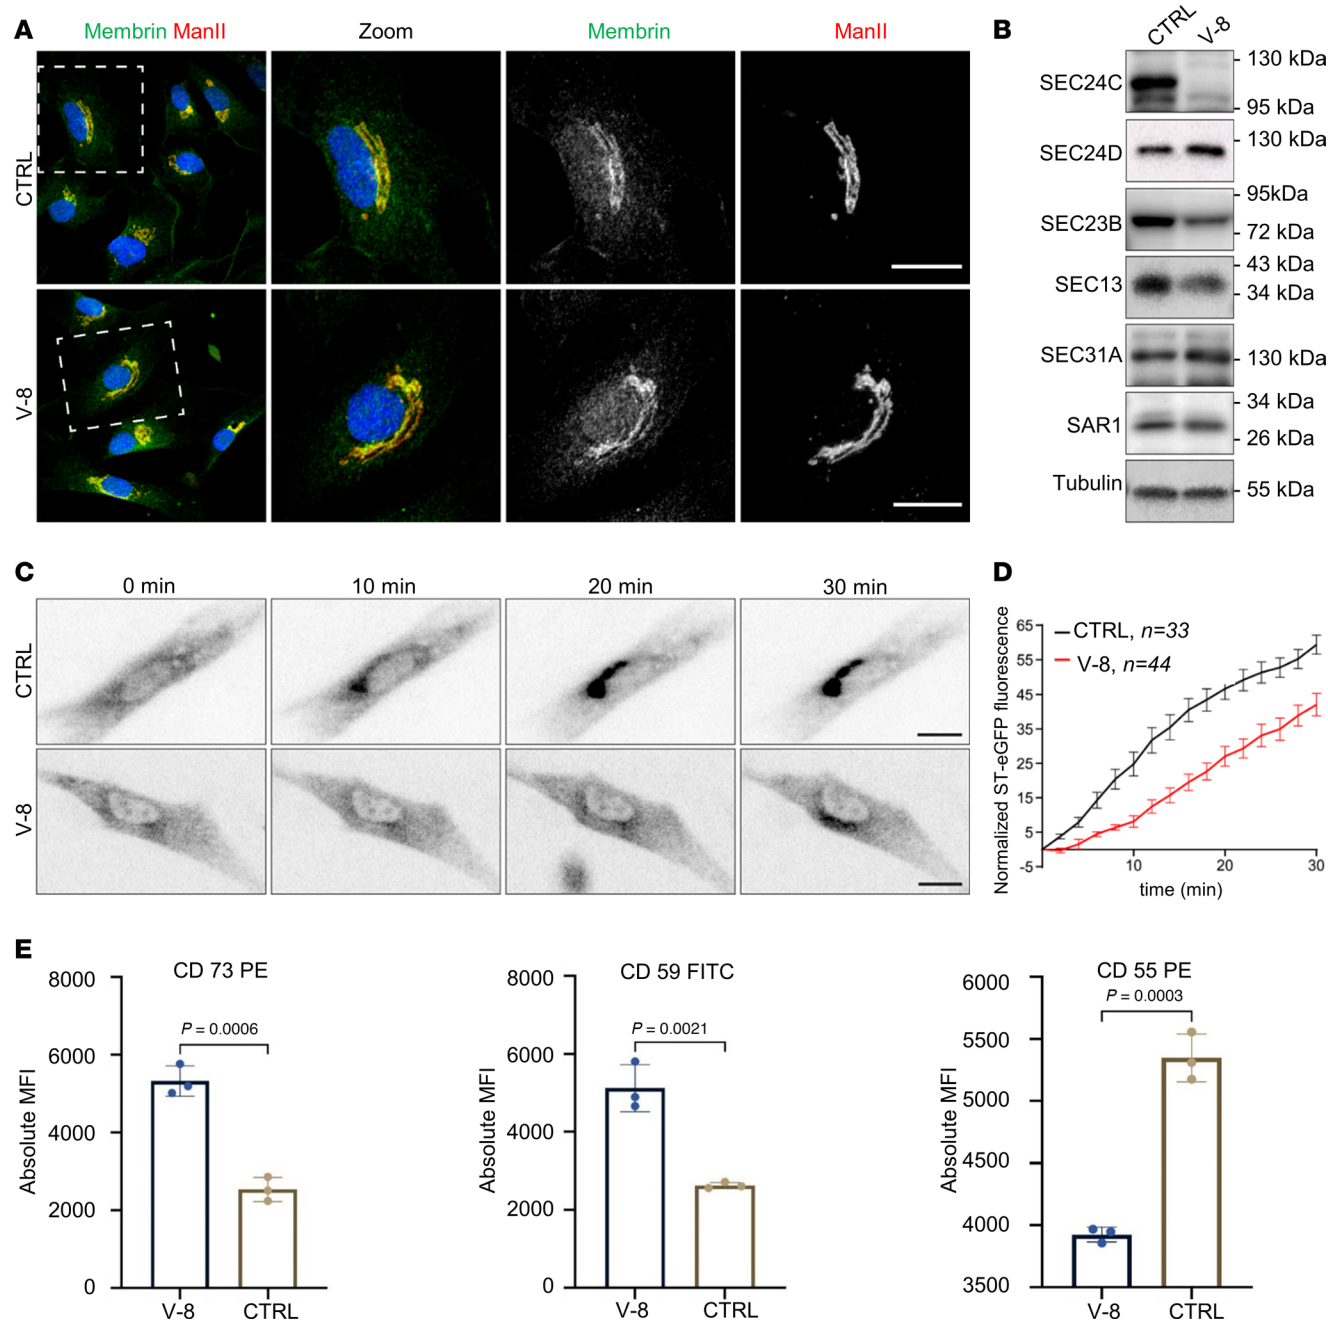 A
Membrin ManII
Zoom
Membrin
ManII
CTRL
V-8
B
CTRL
V-8
SEC24C
130 kDa
95 kDa
SEC24D
130 kDa
SEC23B
95kDa
72 kDa
SEC13
43 kDa
34 kDa
SEC31A
130 kDa
SAR1
34 kDa
26 kDa
Tubulin
55 kDa
C
0 min
10 min
20 min
30 min
CTRL
V-8
D
Normalized ST-eGFP fluorescence
65
55
45
35
25
15
5
-5
CTRL, n=33
V-8, n=44
10
20
30
time (min)
E
CD 73 PE
P = 0.0006
Absolute MFI
8000
6000
4000
2000
0
V-8
CTRL
CD 59 FITC
P = 0.0021
Absolute MFI
8000
6000
4000
2000
0
V-8
CTRL
CD 55 PE
P = 0.0003
Absolute MFI
6000
5500
5000
4500
4000
3500
V-8
CTRL